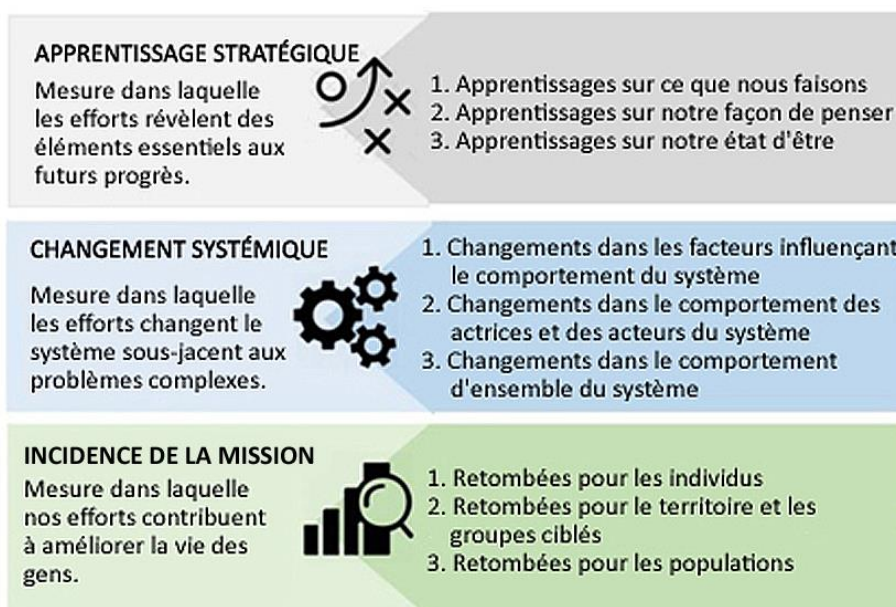 APPRENTISSAGE STRATÉGIQUE
Mesure dans laquelle
les efforts révèlent des
éléments essentiels aux
futurs progrès.
1. Apprentissages sur ce que nous faisons
2. Apprentissages sur notre façon de penser
3. Apprentissages sur notre état d'être
CHANGEMENT SYSTÉMIQUE
Mesure dans laquelle
les efforts changent le
système sous-jacent aux
problèmes complexes.
1. Changements dans les facteurs influençant
le comportement du système
2. Changements dans le comportement des
actrices et des acteurs du système
3. Changements dans le comportement
d'ensemble du système
INCIDENCE DE LA MISSION
Mesure dans laquelle
nos efforts contribuent
à améliorer la vie des
gens.
1. Retombées pour les individus
2. Retombées pour le territoire et les
groupes ciblés
3. Retombées pour les populations